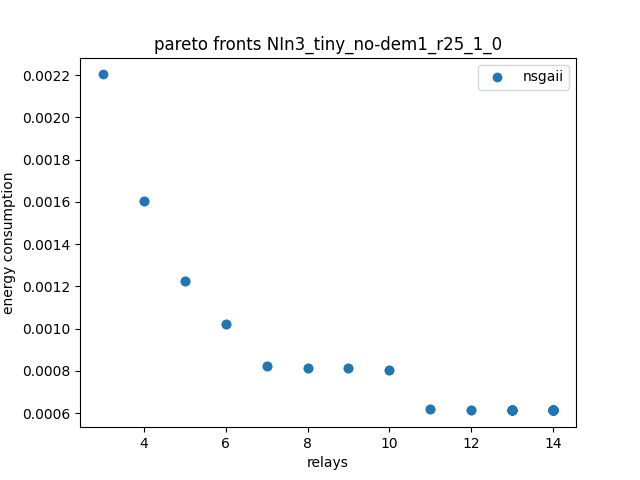 pareto fronts NIn3_tiny_no-dem1_r25_1_0
nsgaii
energy consumption
0.0022
0.0020
0.0018
0.0016
0.0014
0.0012
0.0010
0.0008
0.0006
4 6 8 10 12 14
relays